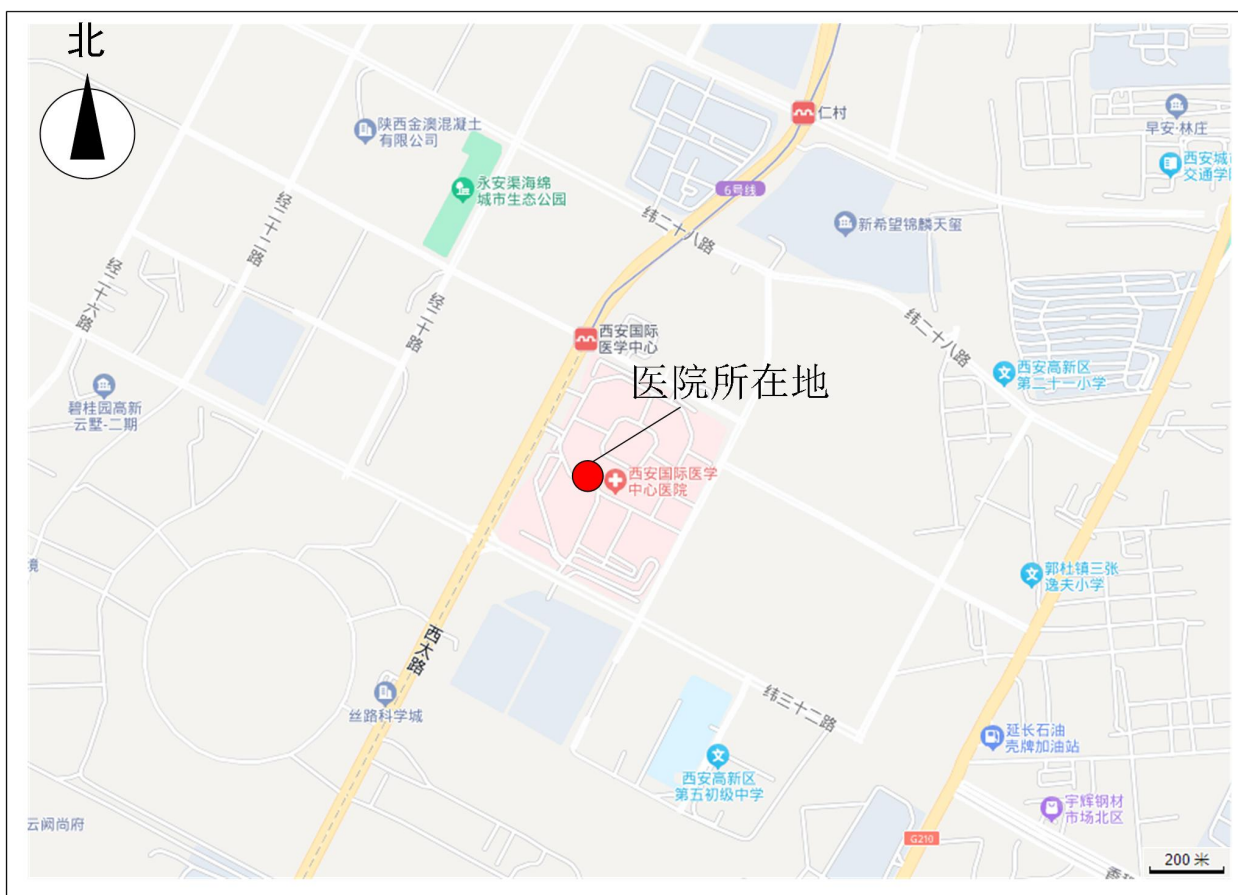 北
仁村
早安·林庄
陕西金澳混凝土
有限公司
西安城
交通学
永安渠海绵
城市生态公园
6号线
经二十二路
纬二十八路
新希望锦麟天玺
经二十六路
经二十路
纬二十八路
西安国际
医学中心
医院所在地
西安高新区
第二十一小学
碧桂园高新
云墅-二期
西安国际医学
中心医院
境
郭杜镇三张
逸夫小学
西太路
丝路科学城
纬三十二路
延长石油
壳牌加油站
西安高新区
第五初级中学
宇辉钢材
市场北区
云阙尚府
G210
200 米